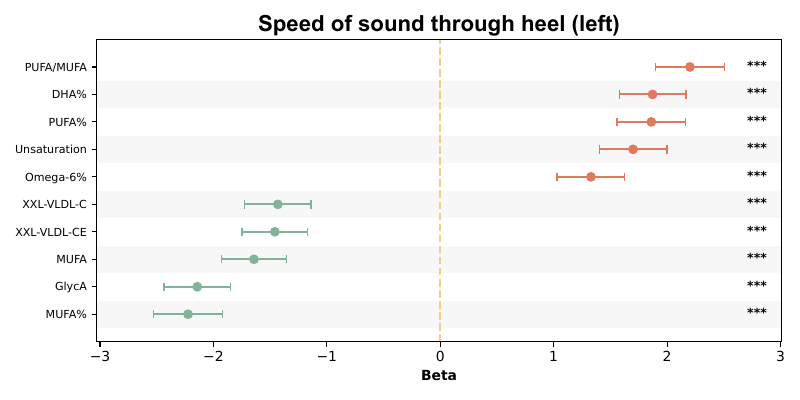 Speed of sound through heel (left)
PUFA/MUFA ***
DHA% ***
PUFA% ***
Unsaturation ***
Omega-6% ***
XXL-VLDL-C ***
XXL-VLDL-CE ***
MUFA ***
GlycA ***
MUFA% ***
−3 −2 −1 0 1 2 3
Beta